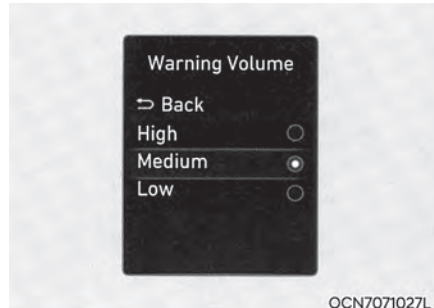 Warning Volume
Back
High
Medium
Low
OCN7071027L